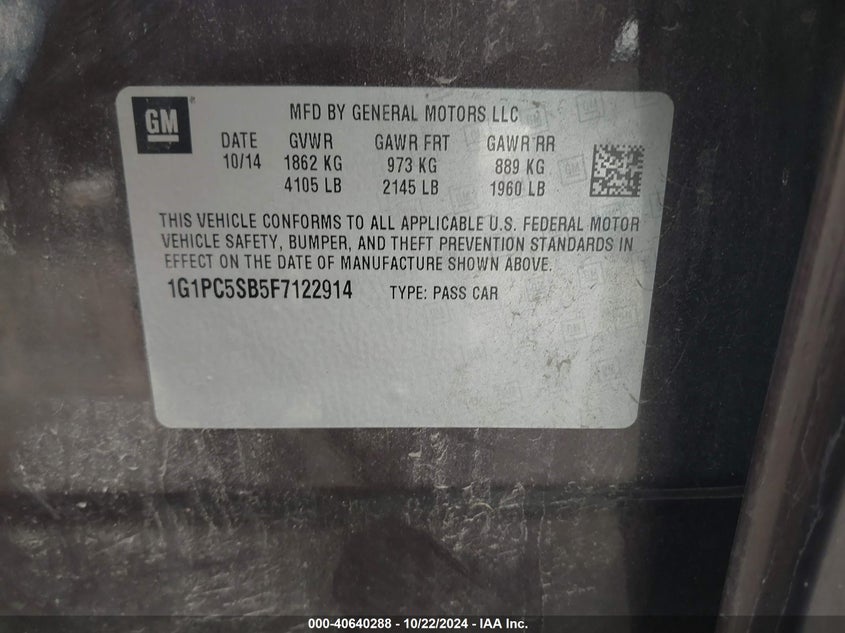 GM
MFD BY GENERAL MOTORS LLC
DATE GVWR GAWR FRT GAWR RR
10/14 1862 KG 973 KG 889 KG
4105 LB 2145 LB 1960 LB
THIS VEHICLE CONFORMS TO ALL APPLICABLE U.S. FEDERAL MOTOR
VEHICLE SAFETY, BUMPER, AND THEFT PREVENTION STANDARDS IN
EFFECT ON THE DATE OF MANUFACTURE SHOWN ABOVE.
1G1PC5SB5F7122914 TYPE: PASS CAR
000-40640288 - 10/22/2024 - IAA Inc.